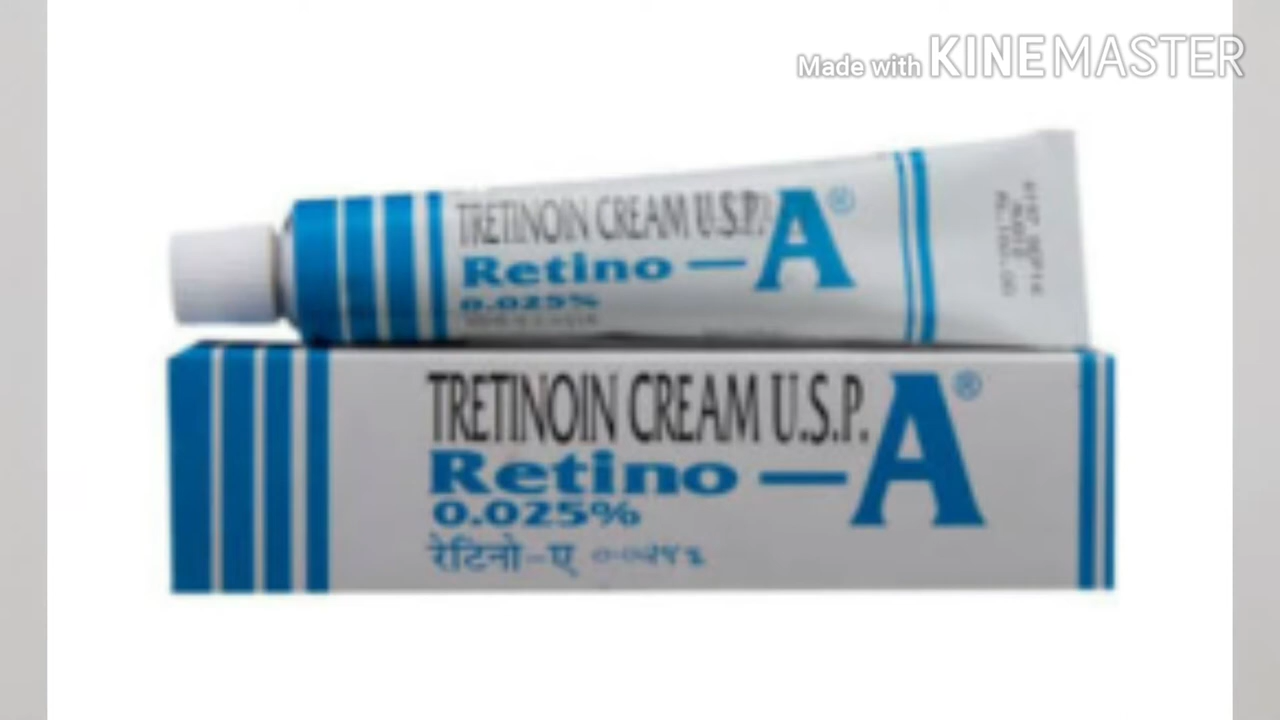 Made with KINEMASTER
TRETINOIN CREAM U.S.P. A®
Retino —
0.025%
TRETINOIN CREAM U.S.P. A®
Retino —
0.025%
रेटिनो-ए